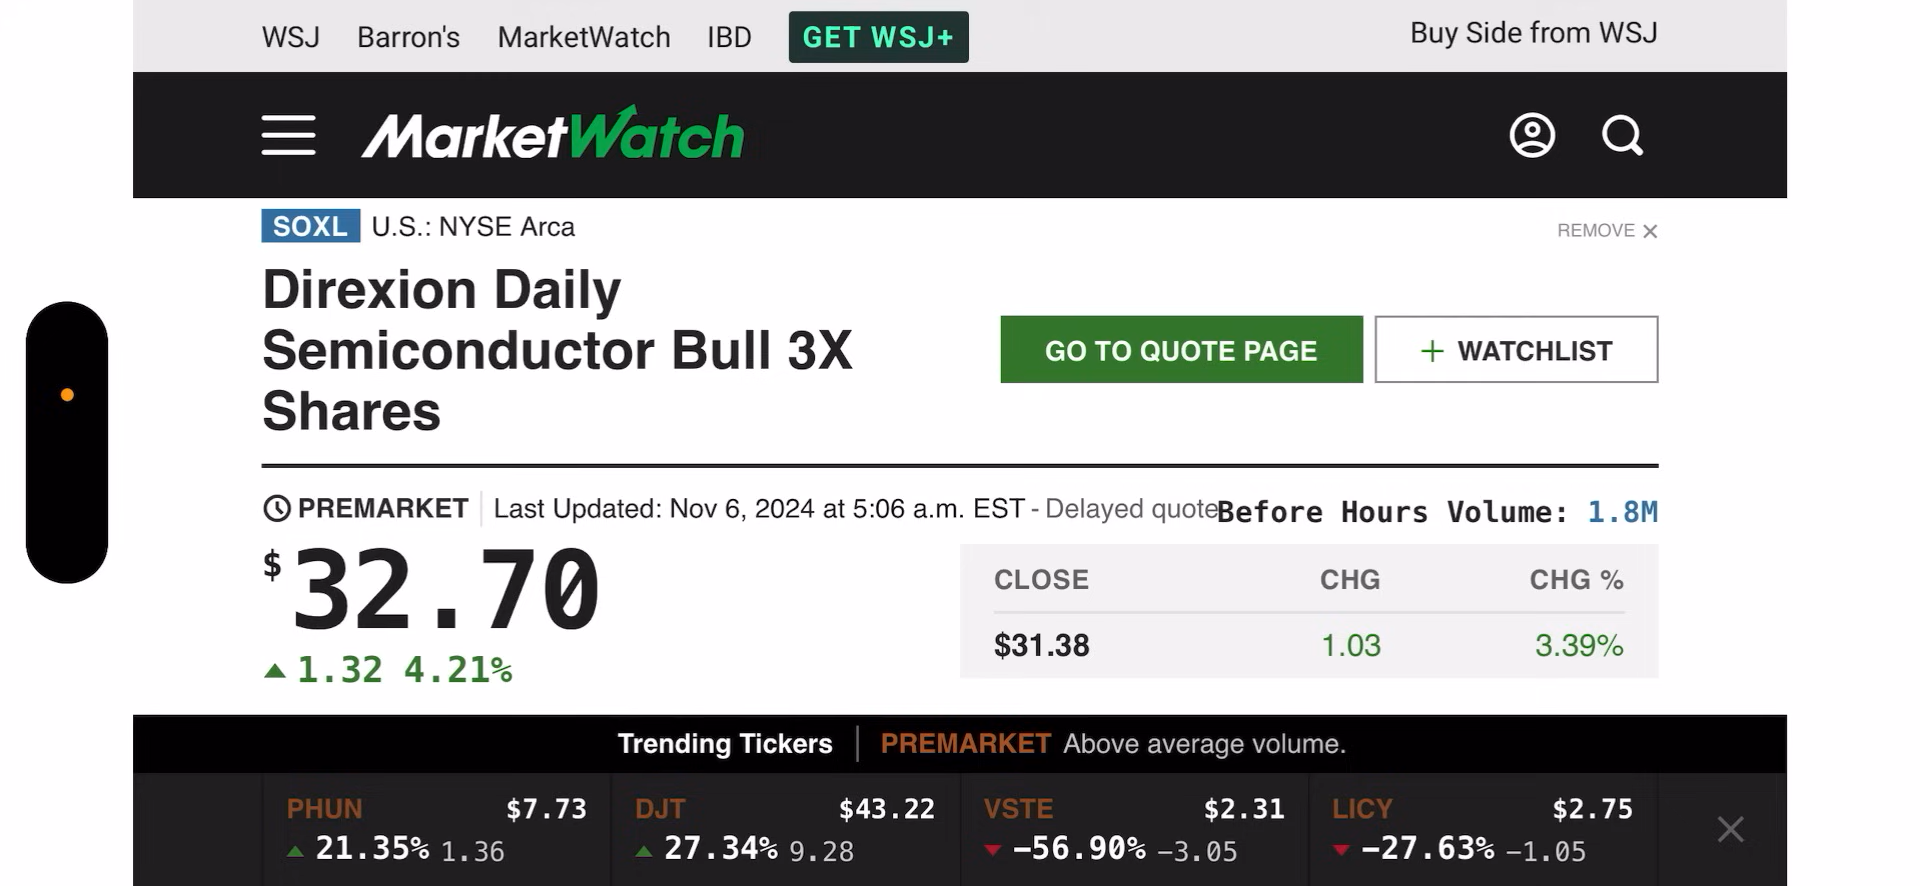 WSJ Barron's MarketWatch IBD GET WSJ+ Buy Side from WSJ
MarketWatch
SOXL U.S.: NYSE Arca REMOVE
Direxion Daily
Semiconductor Bull 3X
Shares
GO TO QUOTE PAGE + WATCHLIST
PREMARKET Last Updated: Nov 6, 2024 at 5:06 a.m. EST - Delayed quote Before Hours Volume: 1.8M
$32.70
1.32 4.21%
CLOSE CHG CHG %
$31.38 1.03 3.39%
Trending Tickers | PREMARKET Above average volume.
PHUN $7.73 DJT $43.22 VSTE $2.31 LICY $2.75
21.35% 1.36 27.34% 9.28 −56.90% −3.05 −27.63% −1.05